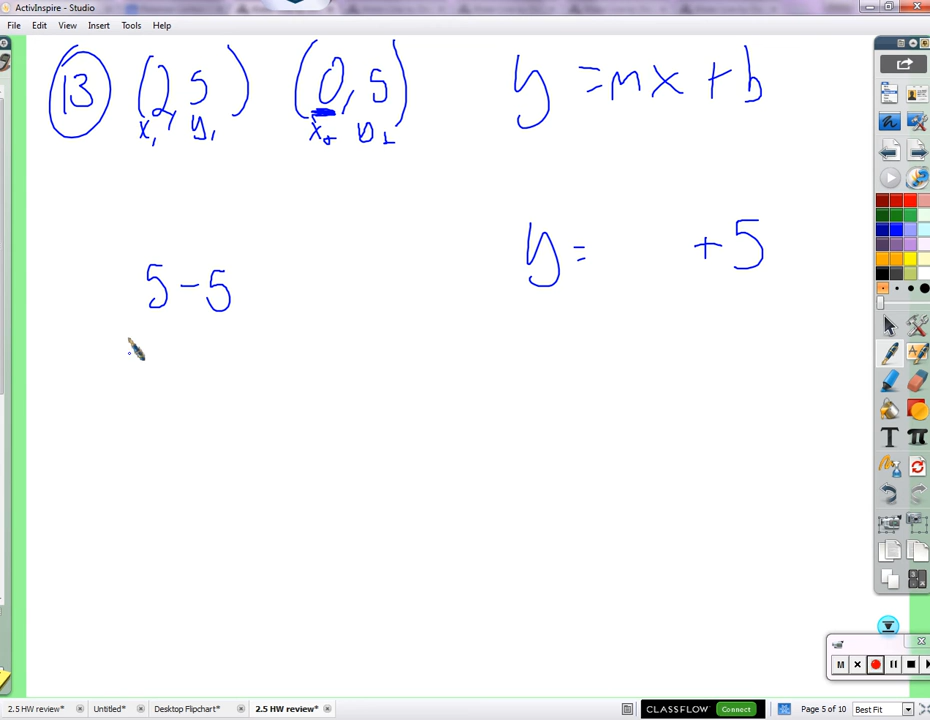 ActivInspire - Studio
File Edit View Insert Tools Help
13 (2, 5) (0, 5) y = mx + b
x₁ y₁ x₂ y₂
y = + 5
5 - 5
M
2.5 HW review* Untitled* Desktop Flipchart* 2.5 HW review* CLASSFLOW Connect Page 5 of 10 Best Fit